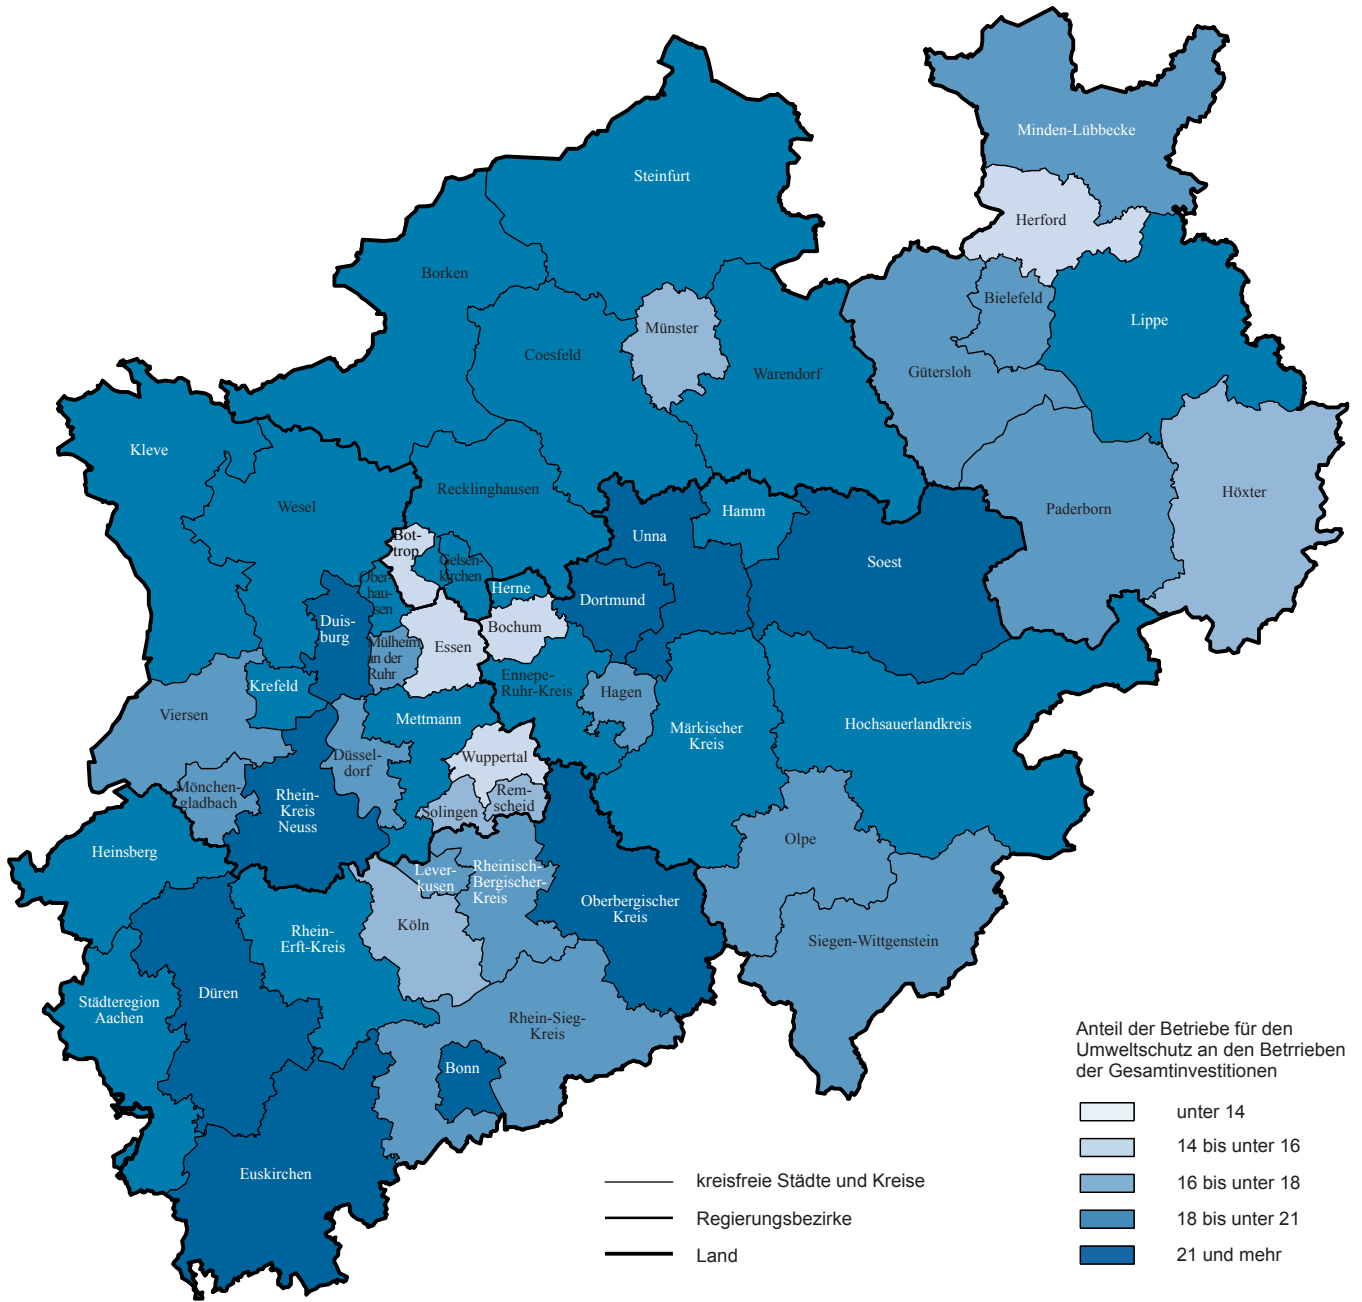 Minden-Lübbecke
Steinfurt
Herford
Borken
Bielefeld
Lippe
Münster
Coesfeld
Gütersloh
Warendorf
Kleve
Höxter
Recklinghausen
Wesel
Paderborn
Hamm
Unna
Bot-
trop
Gelsen-
kirchen
Soest
Ober-
hau-
sen
Herne
Dortmund
Duis-
burg
Bochum
Mülheim
an der
Ruhr
Essen
Ennepe-
Ruhr-Kreis
Krefeld
Hagen
Viersen
Mettmann
Märkischer
Kreis
Hochsauerlandkreis
Düssel-
dorf
Wuppertal
Mönchen-
gladbach
Rhein-
Kreis
Neuss
Rem-
scheid
Solingen
Heinsberg
Olpe
Lever-
kusen
Rheinisch-
Bergischer-
Kreis
Oberbergischer
Kreis
Köln
Rhein-
Erft-Kreis
Siegen-Wittgenstein
Düren
Städteregion
Aachen
Rhein-Sieg-
Kreis
Bonn
Euskirchen
Anteil der Betriebe für den
Umweltschutz an den Betrrieben
der Gesamtinvestitionen
unter 14
14 bis unter 16
16 bis unter 18
18 bis unter 21
21 und mehr
kreisfreie Städte und Kreise
Regierungsbezirke
Land